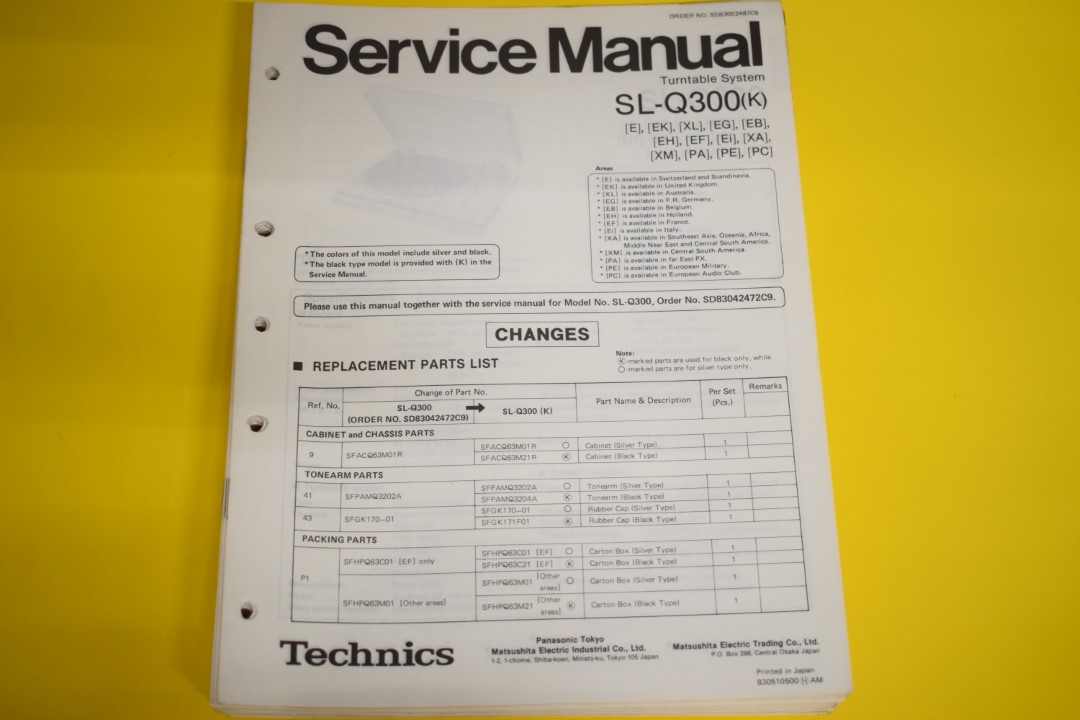 ORDER NO. SD83052487C9
Service Manual
Turntable System
SL-Q300(K)
[E], [EK], [XL], [EG], [EB],
[EH], [EF], [Ei], [XA],
[XM], [PA], [PE], [PC]
Areas
* [E] is available in Switzerland and Scandinavia.
* [EK] is available in United Kingdom.
* [XL] is available in Australia.
* [EG] is available in F.R. Germany.
* [EB] is available in Belgium.
* [EH] is available in Holland.
* [EF] is available in France.
* [Ei] is available in Italy.
* [XA] is available in Southeast Asia, Oceania, Africa,
Middle Near East and Central South America.
* [XM] is available in Central South America.
* [PA] is available in far East PX.
* [PE] is available in European Military.
* [PC] is available in European Audio Club.
* The colors of this model include silver and black.
* The black type model is provided with (K) in the
Service Manual.
Please use this manual together with the service manual for Model No. SL-Q300, Order No. SD83042472C9.
CHANGES
■ REPLACEMENT PARTS LIST
Note:
Ⓚ-marked parts are used for black only, while
○-marked parts are for silver type only.
Ref. No. Change of Part No. Part Name & Description Per Set (Pcs.) Remarks
SL-Q300 (ORDER NO. SD83042472C9) → SL-Q300 (K)
CABINET and CHASSIS PARTS
9 SFACQ63M01R SFACQ63M01R ○ Cabinet (Silver Type) 1
SFACQ63M21R Ⓚ Cabinet (Black Type) 1
TONEARM PARTS
41 SFPAMQ3202A SFPAMQ3202A ○ Tonearm (Silver Type) 1
SFPAMQ3204A Ⓚ Tonearm (Black Type) 1
43 SFGK170-01 SFGK170-01 ○ Rubber Cap (Silver Type) 1
SFGK171F01 Ⓚ Rubber Cap (Black Type) 1
PACKING PARTS
P1 SFHPQ63C01 [EF] only SFHPQ63C01 [EF] ○ Carton Box (Silver Type) 1
SFHPQ63C21 [EF] Ⓚ Carton Box (Black Type) 1
SFHPQ63M01 [Other areas] SFHPQ63M01 [Other areas] ○ Carton Box (Silver Type) 1
SFHPQ63M21 [Other areas] Ⓚ Carton Box (Black Type) 1
Technics
Panasonic Tokyo
Matsushita Electric Industrial Co., Ltd.
1-2, 1-chome, Shiba-koen, Minato-ku, Tokyo 105 Japan
Matsushita Electric Trading Co., Ltd.
P.O. Box 288, Central Osaka Japan
Printed in Japan
830510500 Ⓗ AM